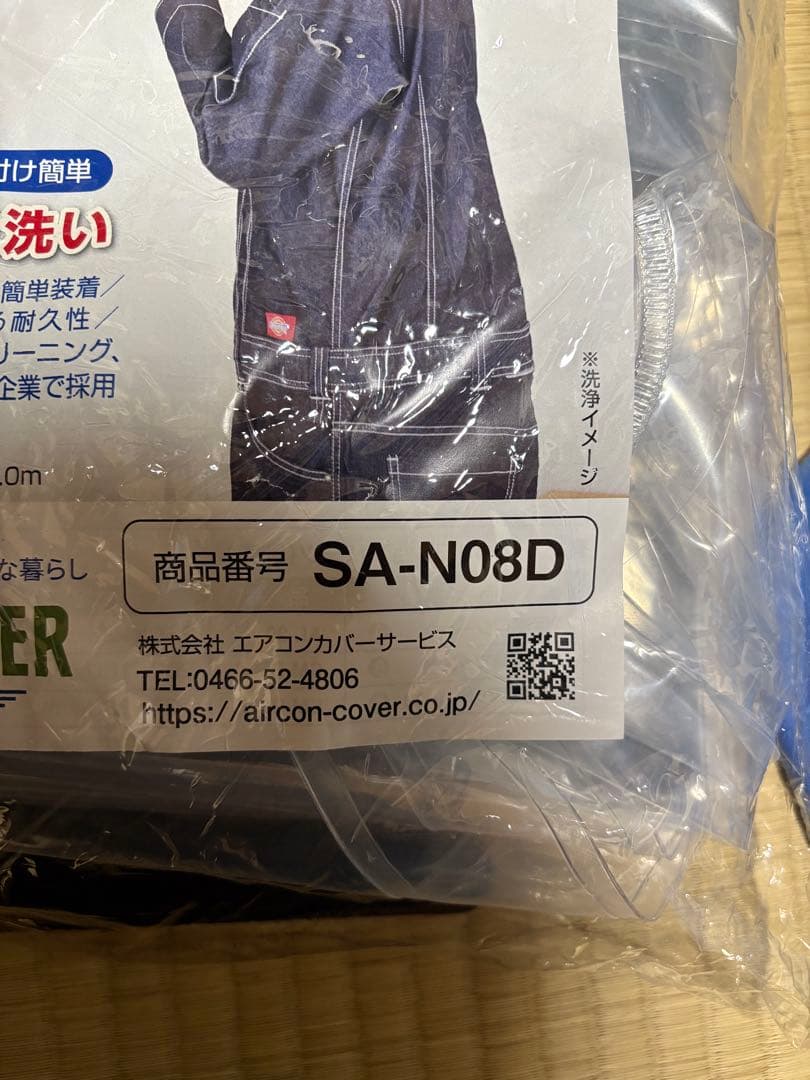 付け簡単
洗い
簡単装着／
る耐久性／
リーニング、
企業で採用
.0m
※洗浄イメージ
な暮らし
ER
商品番号 SA-N08D
株式会社 エアコンカバーサービス
TEL:0466-52-4806
https://aircon-cover.co.jp/